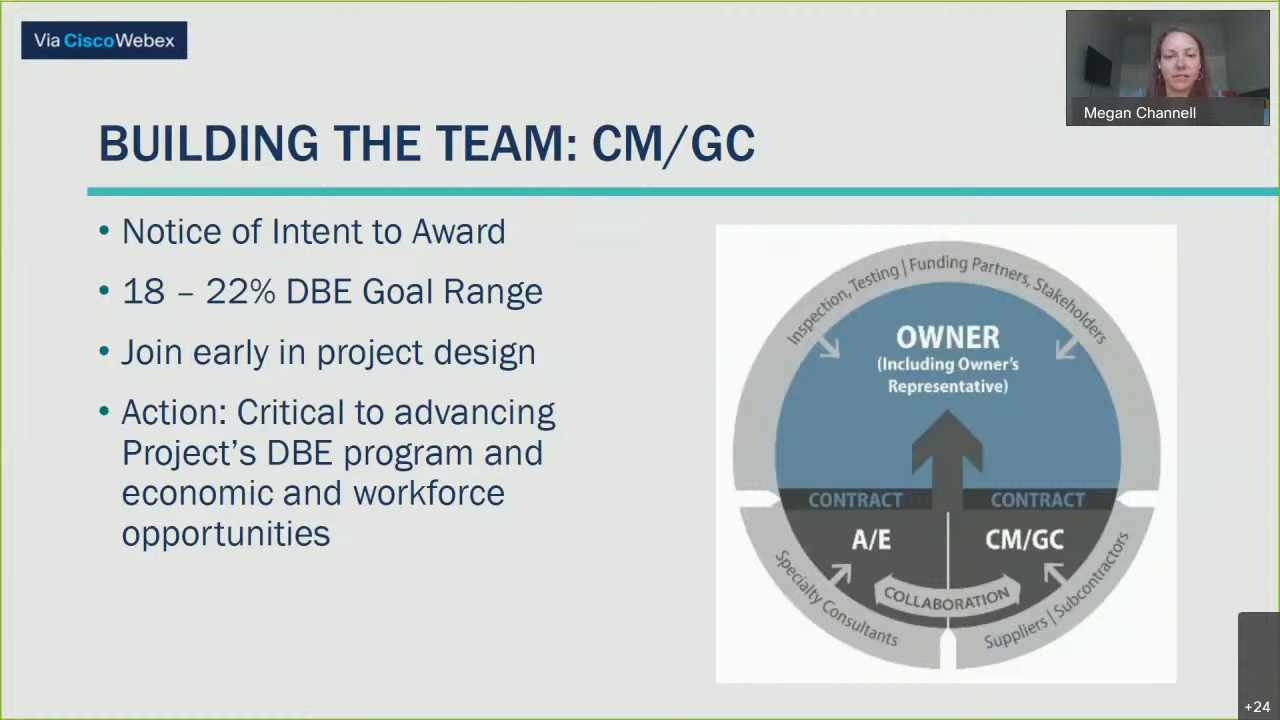 Via CiscoWebex
Megan Channell
BUILDING THE TEAM: CM/GC
• Notice of Intent to Award
• 18 – 22% DBE Goal Range
• Join early in project design
• Action: Critical to advancing
Project’s DBE program and
economic and workforce
opportunities
Inspection, Testing | Funding Partners, Stakeholders
OWNER
(Including Owner’s
Representative)
CONTRACT
CONTRACT
A/E
CM/GC
COLLABORATION
Specialty Consultants
Suppliers | Subcontractors
+24